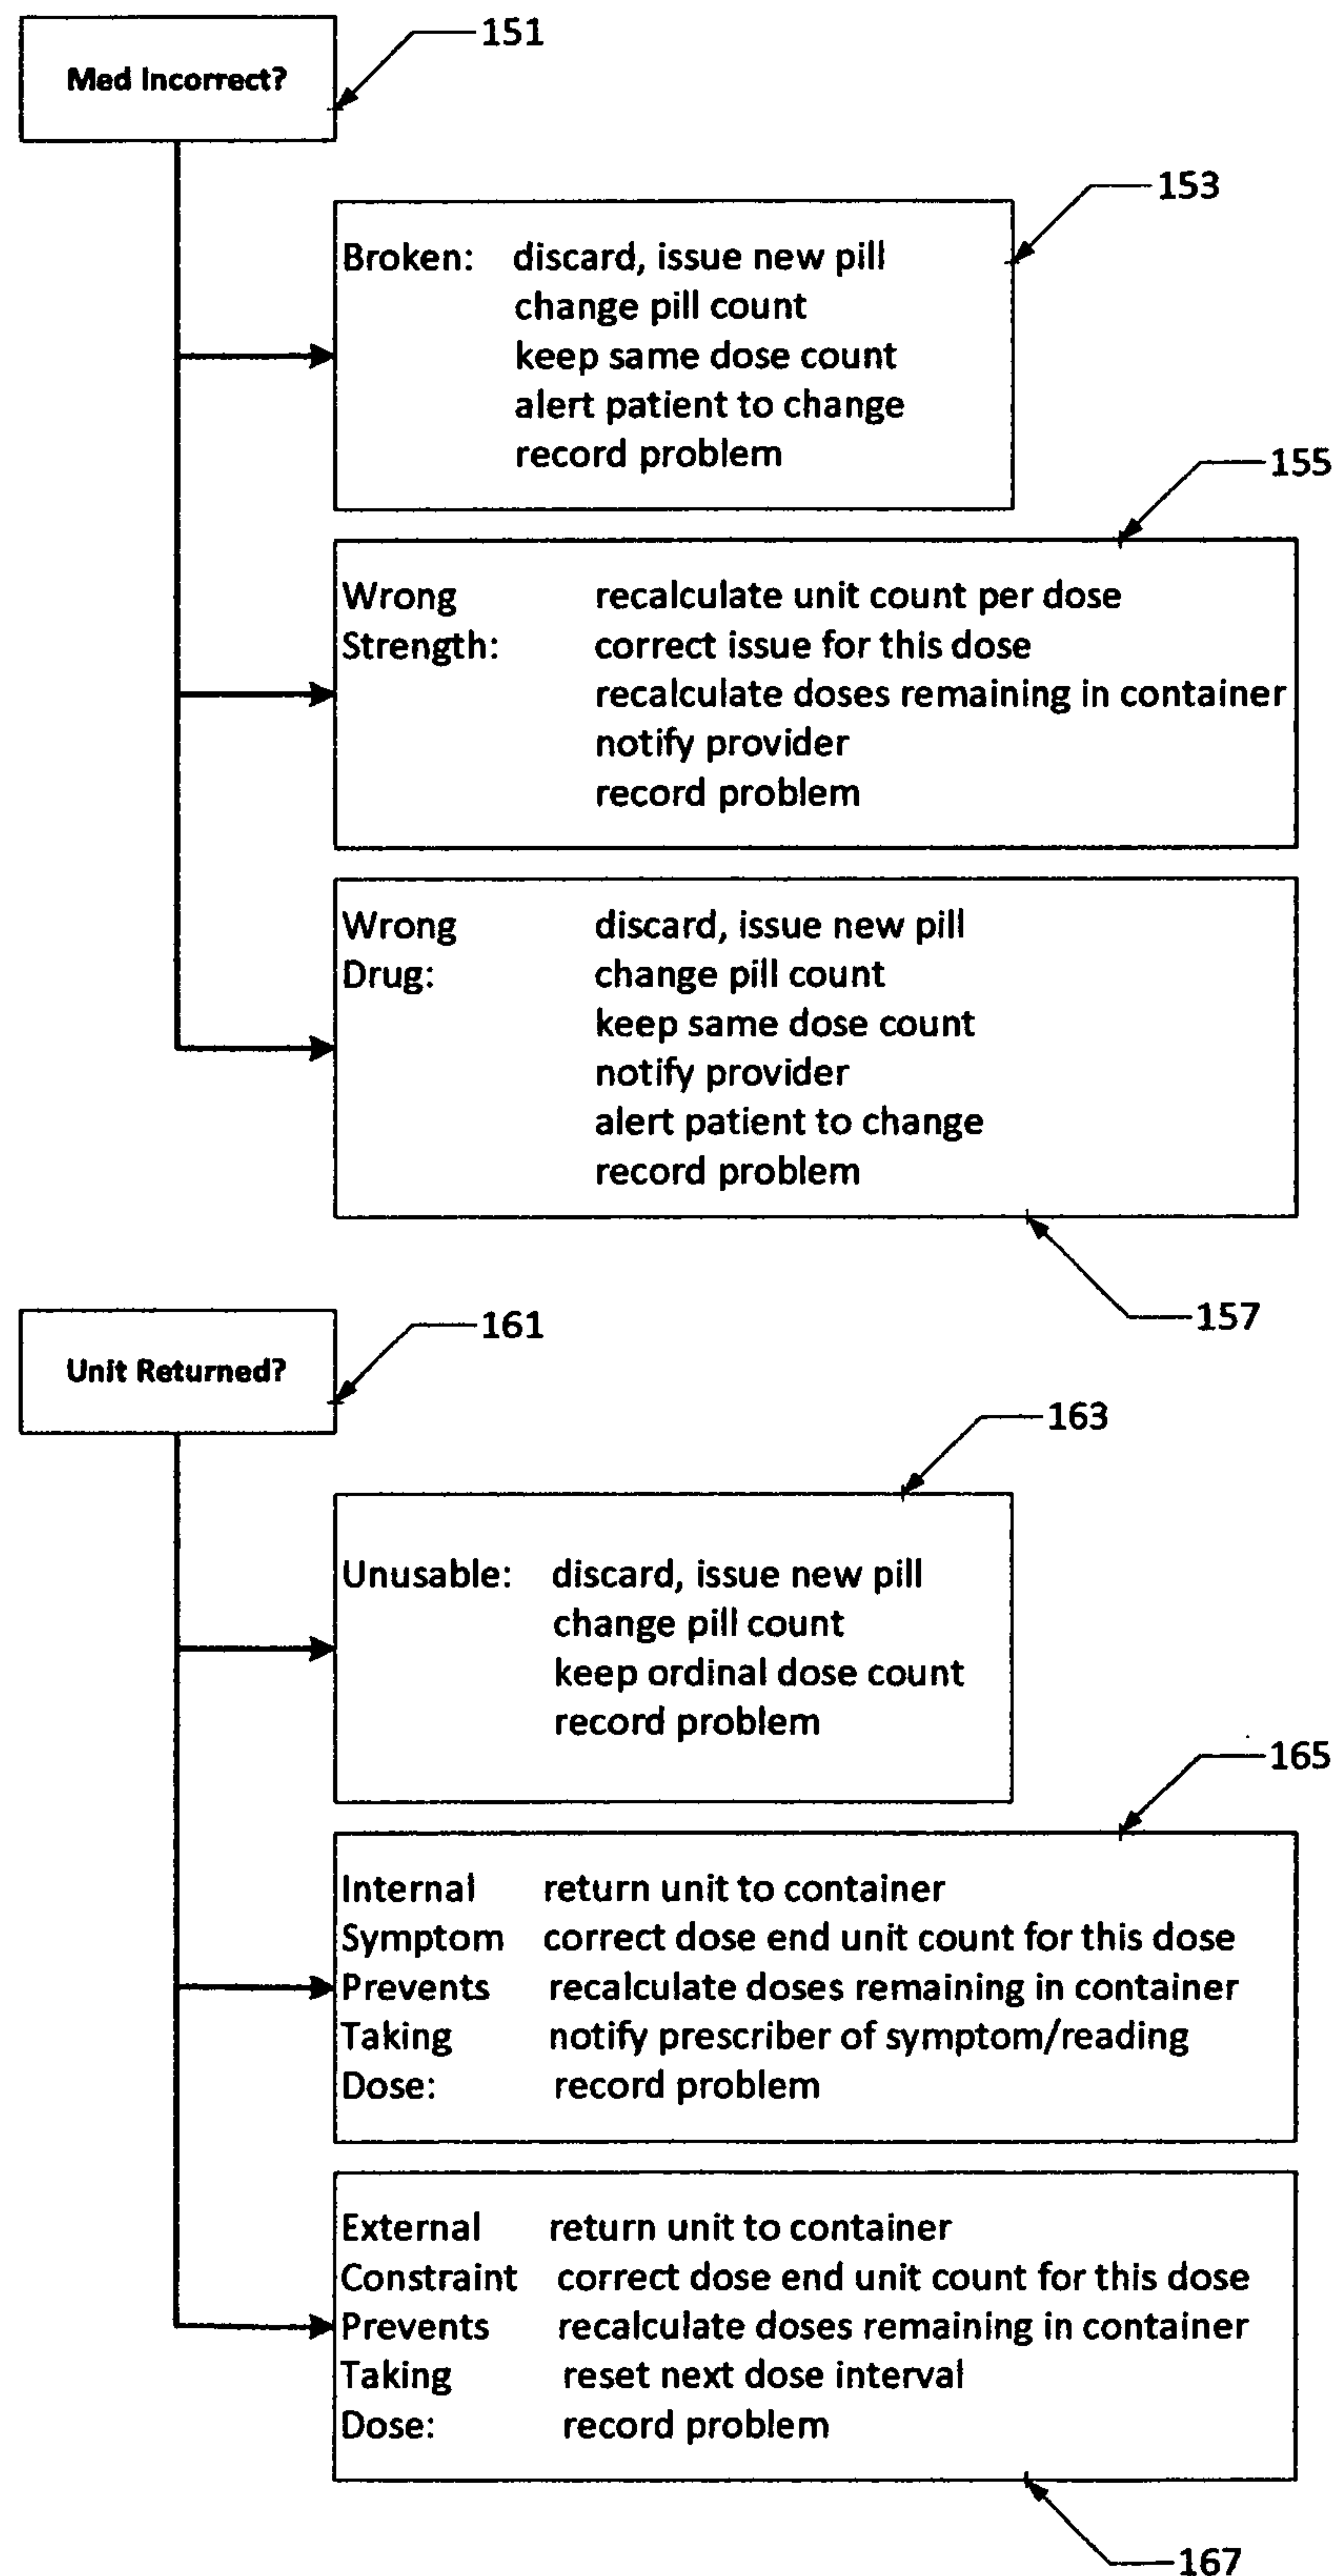 151
Med Incorrect?
153
Broken: discard, issue new pill
change pill count
keep same dose count
alert patient to change
record problem
155
Wrong recalculate unit count per dose
Strength: correct issue for this dose
recalculate doses remaining in container
notify provider
record problem
Wrong discard, issue new pill
Drug: change pill count
keep same dose count
notify provider
alert patient to change
record problem
157
161
Unit Returned?
163
Unusable: discard, issue new pill
change pill count
keep ordinal dose count
record problem
165
Internal return unit to container
Symptom correct dose end unit count for this dose
Prevents recalculate doses remaining in container
Taking notify prescriber of symptom/reading
Dose: record problem
External return unit to container
Constraint correct dose end unit count for this dose
Prevents recalculate doses remaining in container
Taking reset next dose interval
Dose: record problem
167